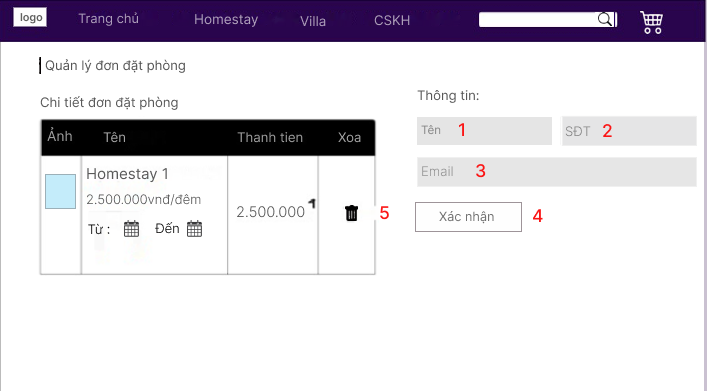 logo Trang chủ Homestay Villa CSKH
Quản lý đơn đặt phòng
Chi tiết đơn đặt phòng
Ảnh Tên Thanh tien Xoa
Homestay 1
2.500.000vnđ/đêm
Từ : Đến
2.500.000 1
5
Thông tin:
Tên 1 SĐT 2
Email 3
Xác nhận 4